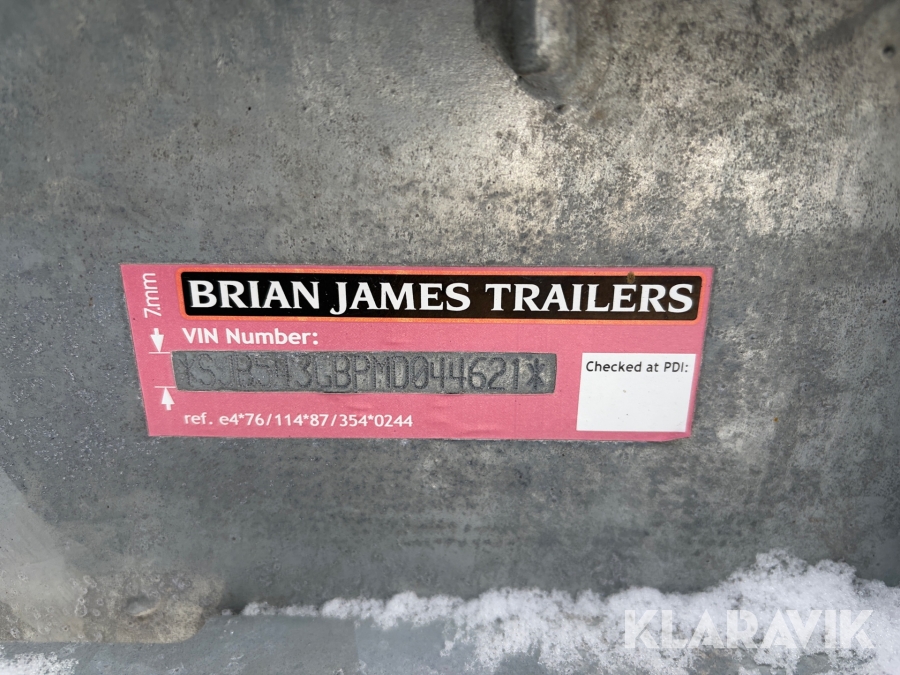 7mm
BRIAN JAMES TRAILERS
VIN Number:
Checked at PDI:
ref. e4*76/114*87/354*0244
KLARAVIK